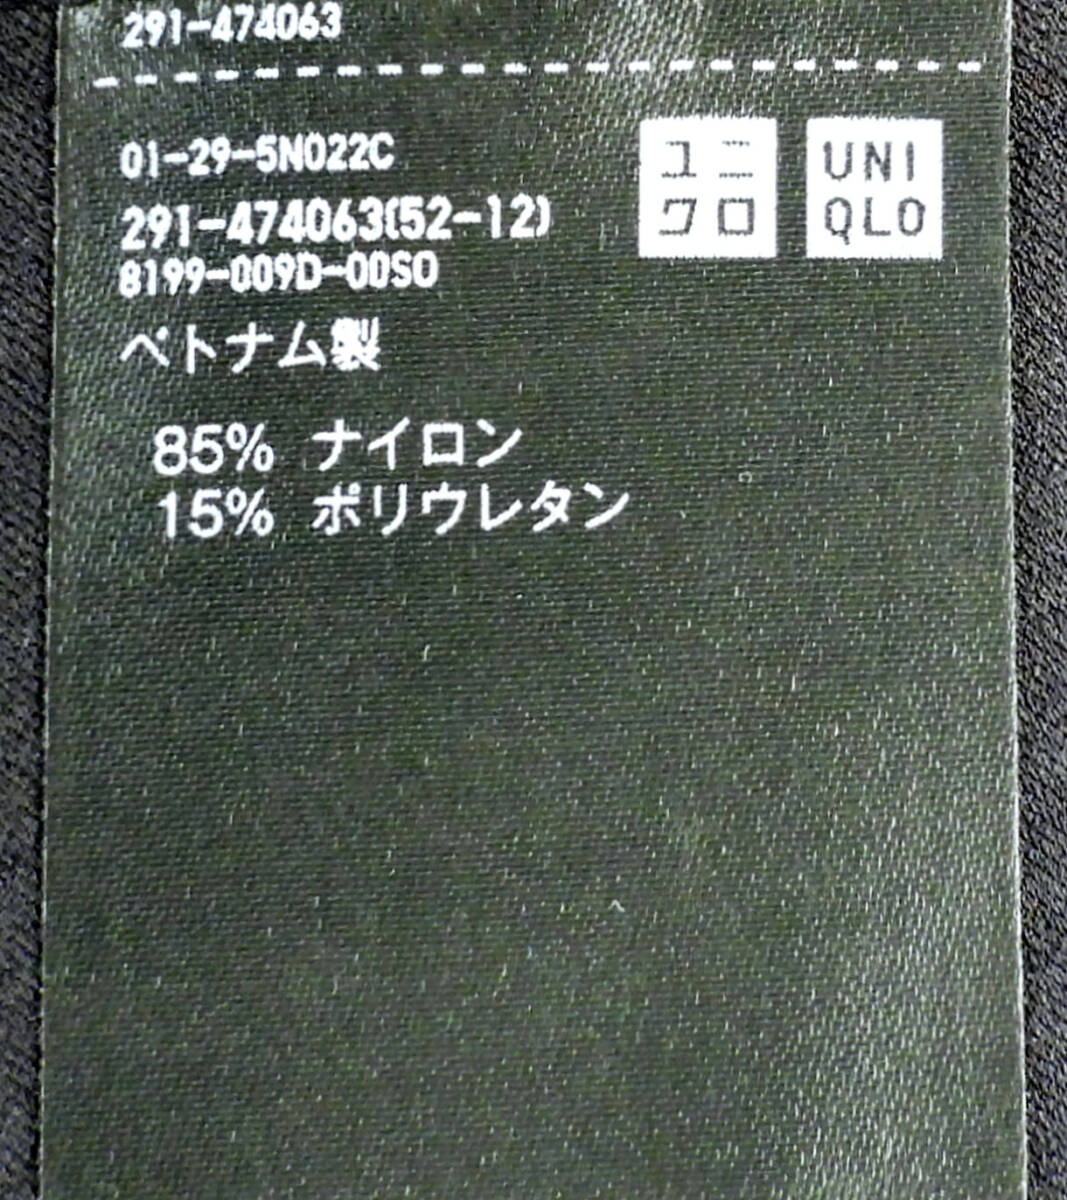 291-474063
01-29-5N022C
291-474063(52-12)
8199-009D-00SO
ベトナム製
85% ナイロン
15% ポリウレタン
ユニ
クロ
UNI
QLO